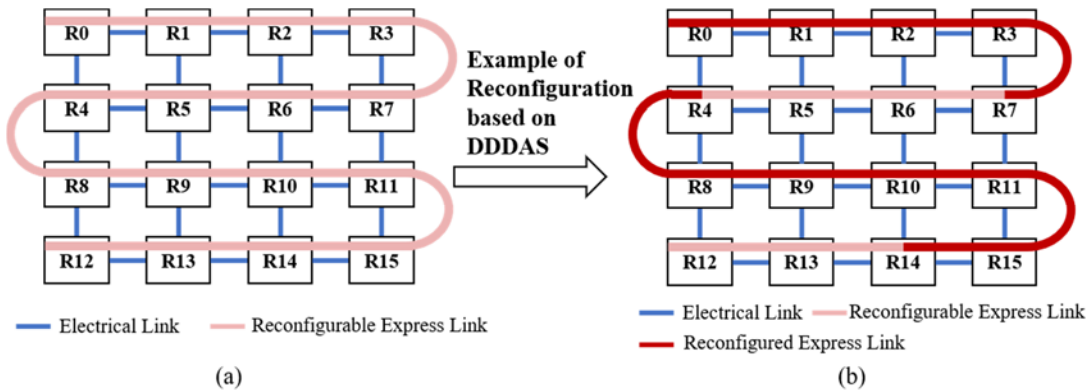 R0 R1 R2 R3
R4 R5 R6 R7
R8 R9 R10 R11
R12 R13 R14 R15
Electrical Link Reconfigurable Express Link
(a)
Example of
Reconfiguration
based on
DDDAS
R0 R1 R2 R3
R4 R5 R6 R7
R8 R9 R10 R11
R12 R13 R14 R15
Electrical Link Reconfigurable Express Link
Reconfigured Express Link
(b)